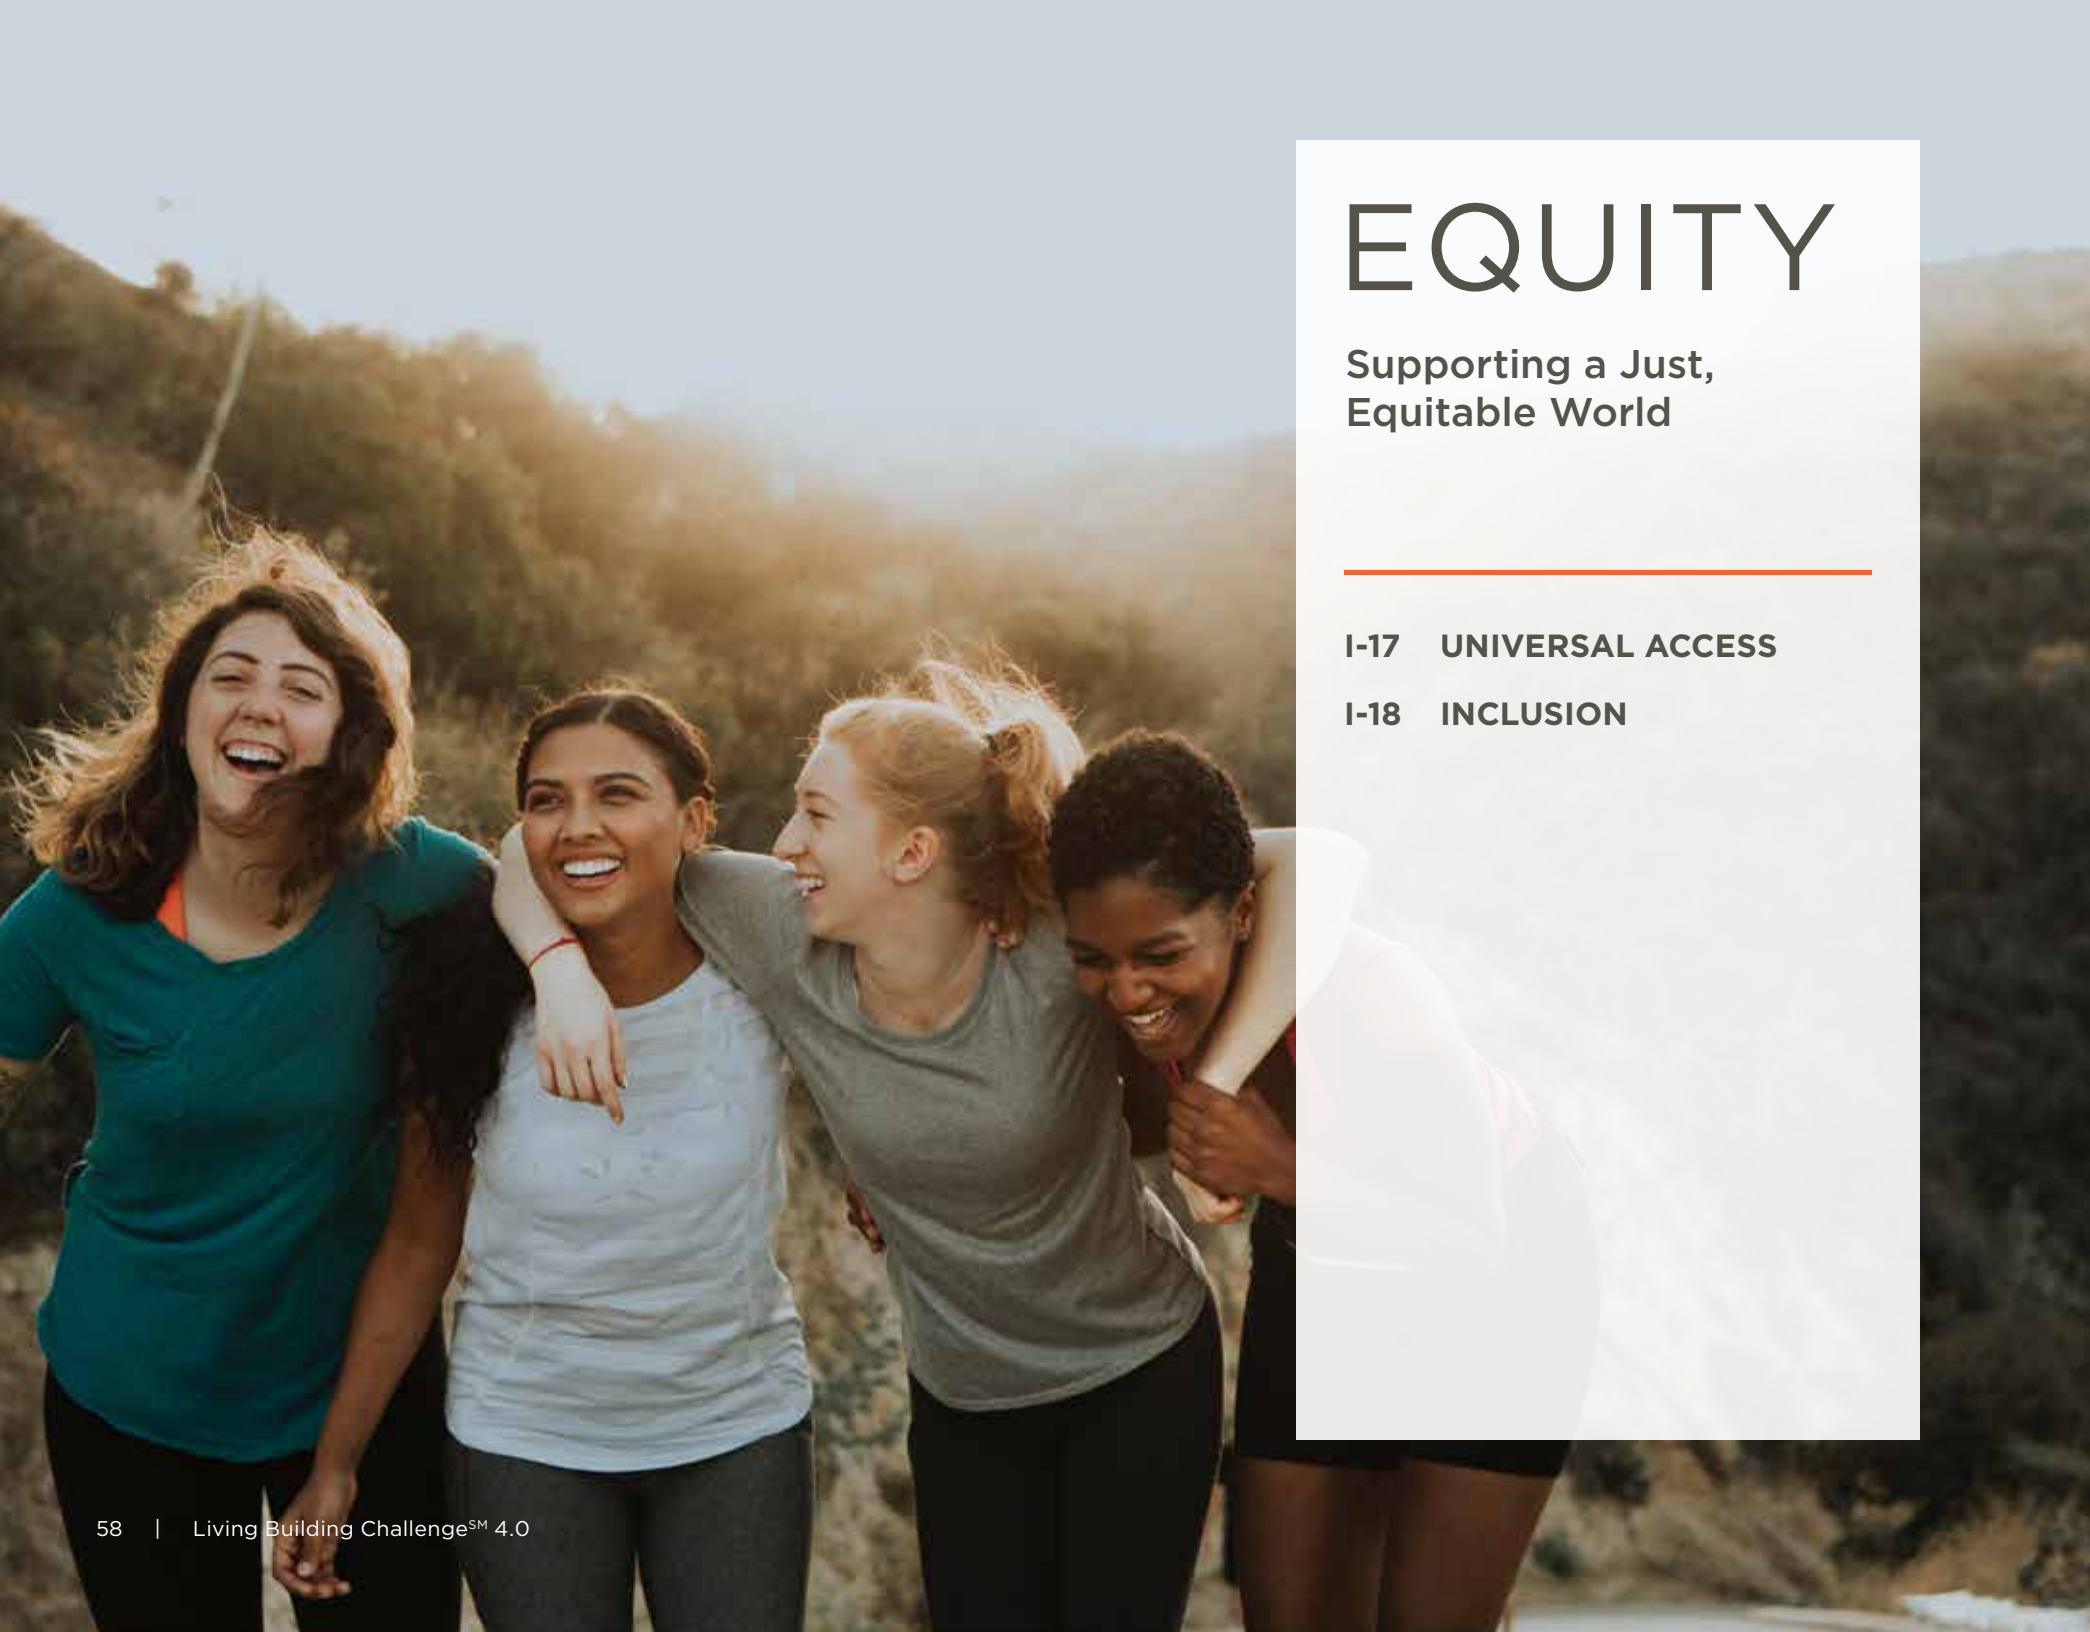 EQUITY
Supporting a Just,
Equitable World
I-17 UNIVERSAL ACCESS
I-18 INCLUSION
58 | Living Building Challenge℠ 4.0